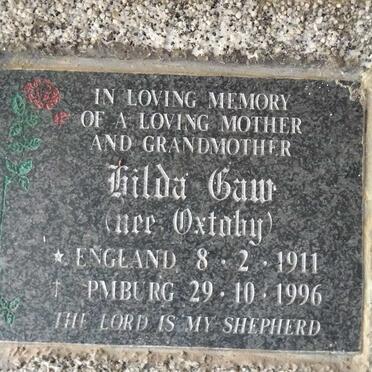 IN LOVING MEMORY
OF A LOVING MOTHER
AND GRANDMOTHER
Hilda Gaw
(nee Oxtoby)
* ENGLAND 8 · 2 · 1911
† PMBURG 29 · 10 · 1996
THE LORD IS MY SHEPHERD